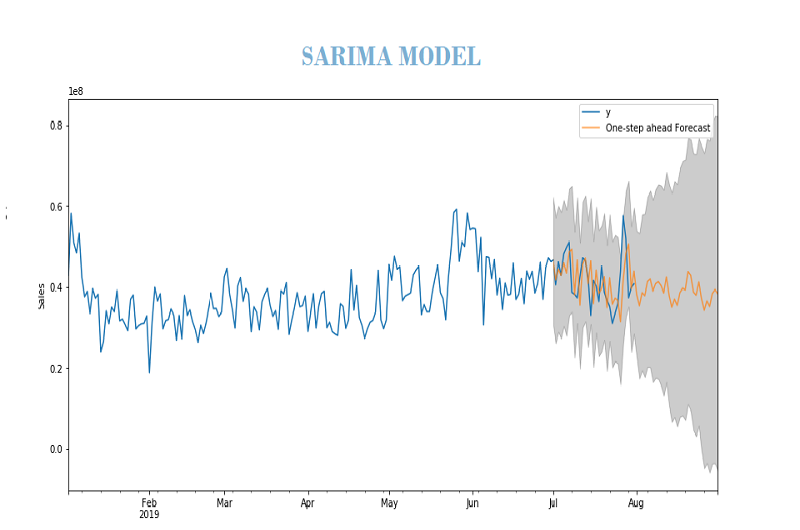 SARIMA MODEL
1e8
y
One-step ahead Forecast
0.8
0.6
0.4
0.2
0.0
Sales
Feb
2019
Mar
Apr
May
Jun
Jul
Aug